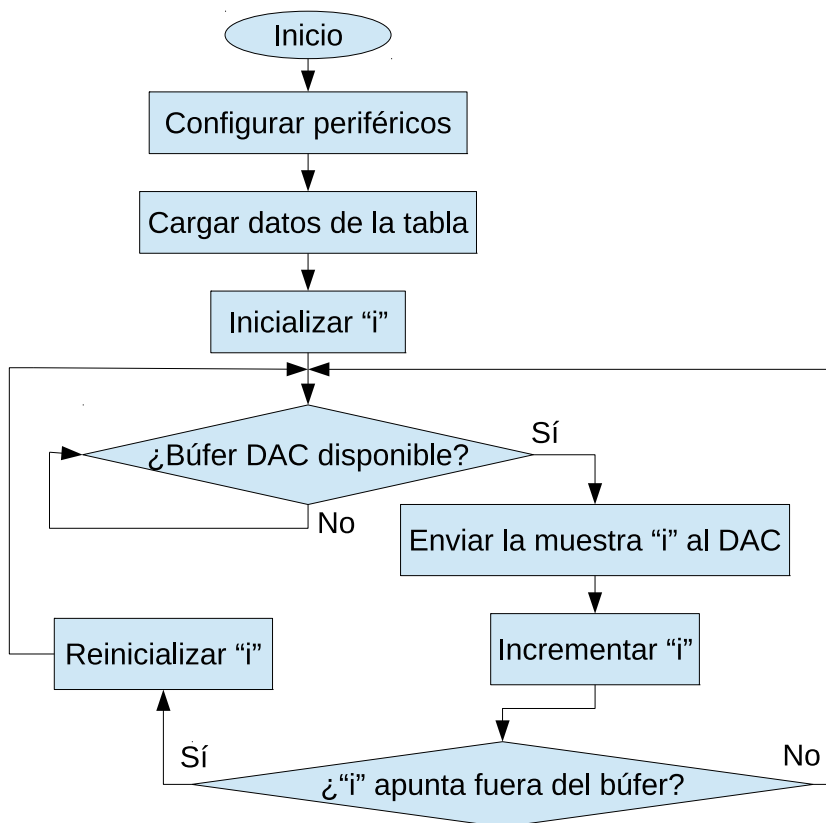 Inicio
Configurar periféricos
Cargar datos de la tabla
Inicializar “i”
¿Búfer DAC disponible?
Sí
No
Enviar la muestra “i” al DAC
Incrementar “i”
Reinicializar “i”
¿“i” apunta fuera del búfer?
Sí
No